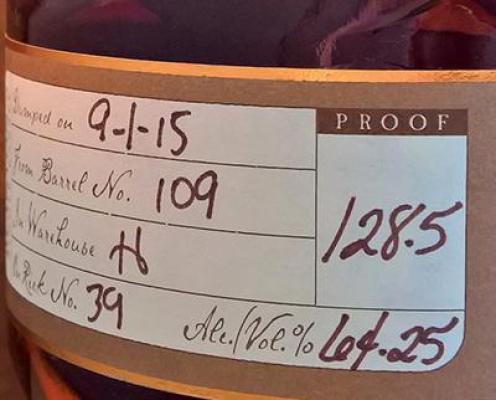 Dumped on 9-1-15
PROOF
From Barrel No. 109
128.5
In Warehouse H
On Rick No. 39
Alc./Vol.% 64.25